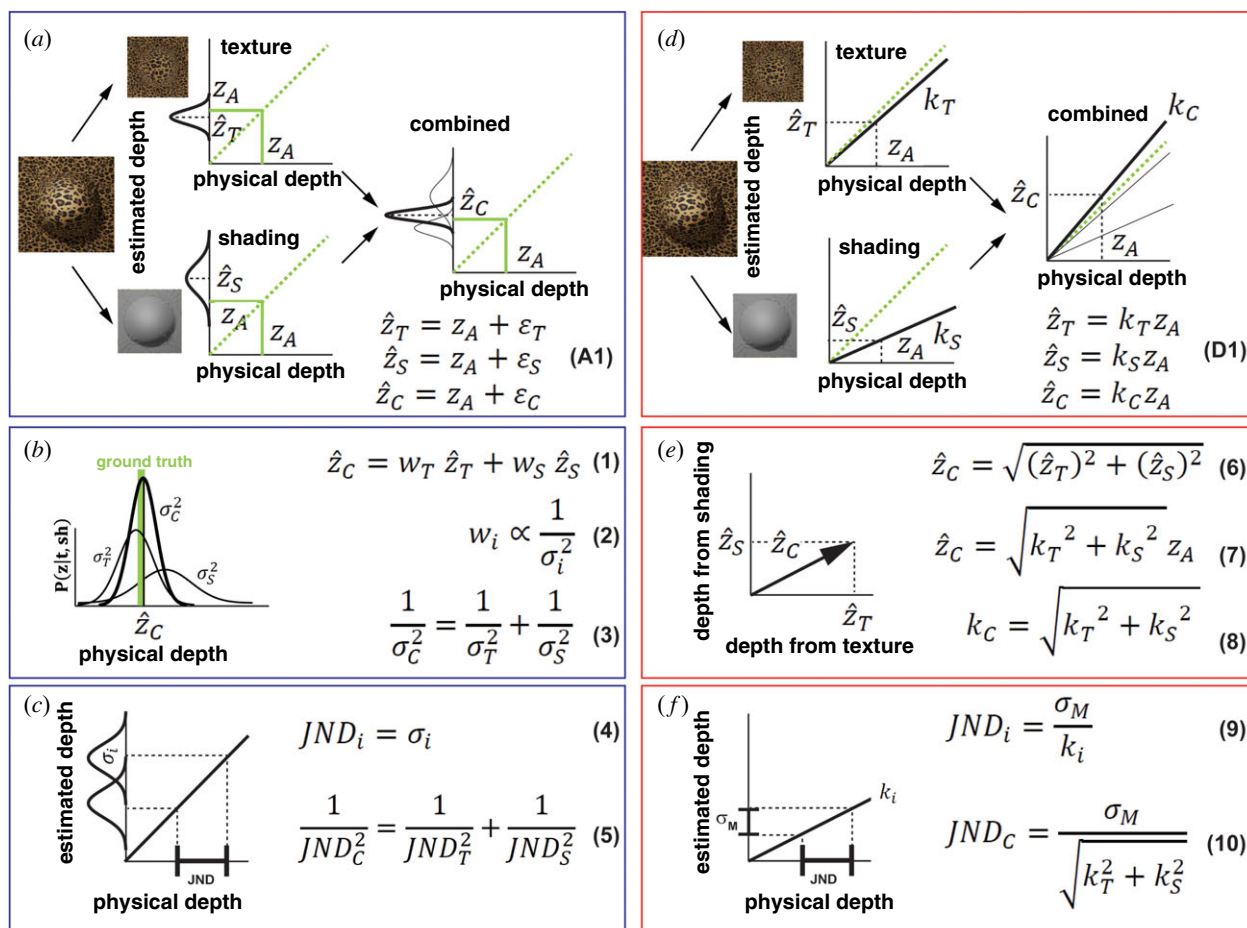 (a)
texture
z_A
ẑ_T
z_A
estimated depth
physical depth
shading
ẑ_S
z_A
z_A
physical depth
combined
ẑ_C
z_A
physical depth
ẑ_T = z_A + ε_T
ẑ_S = z_A + ε_S (A1)
ẑ_C = z_A + ε_C
(b)
ground truth
σ_C^2
σ_T^2
σ_S^2
P(z|t, sh)
ẑ_C
physical depth
ẑ_C = w_T ẑ_T + w_S ẑ_S (1)
w_i ∝ 1/σ_i^2 (2)
1/σ_C^2 = 1/σ_T^2 + 1/σ_S^2 (3)
(c)
estimated depth
σ_i
JND
physical depth
JND_i = σ_i (4)
1/JND_C^2 = 1/JND_T^2 + 1/JND_S^2 (5)
(d)
texture
k_T
ẑ_T
z_A
estimated depth
physical depth
shading
ẑ_S
k_S
z_A
physical depth
combined
k_C
ẑ_C
z_A
physical depth
ẑ_T = k_T z_A
ẑ_S = k_S z_A (D1)
ẑ_C = k_C z_A
(e)
depth from shading
ẑ_S
ẑ_C
ẑ_T
depth from texture
ẑ_C = √((ẑ_T)^2 + (ẑ_S)^2) (6)
ẑ_C = √(k_T^2 + k_S^2) z_A (7)
k_C = √(k_T^2 + k_S^2) (8)
(f)
estimated depth
σ_M
k_i
JND
physical depth
JND_i = σ_M/k_i (9)
JND_C = σ_M/√(k_T^2 + k_S^2) (10)